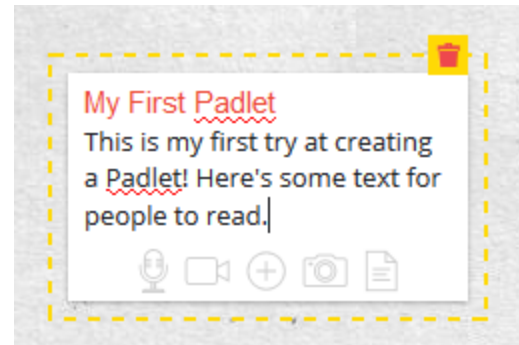 My First Padlet
This is my first try at creating
a Padlet! Here's some text for
people to read.